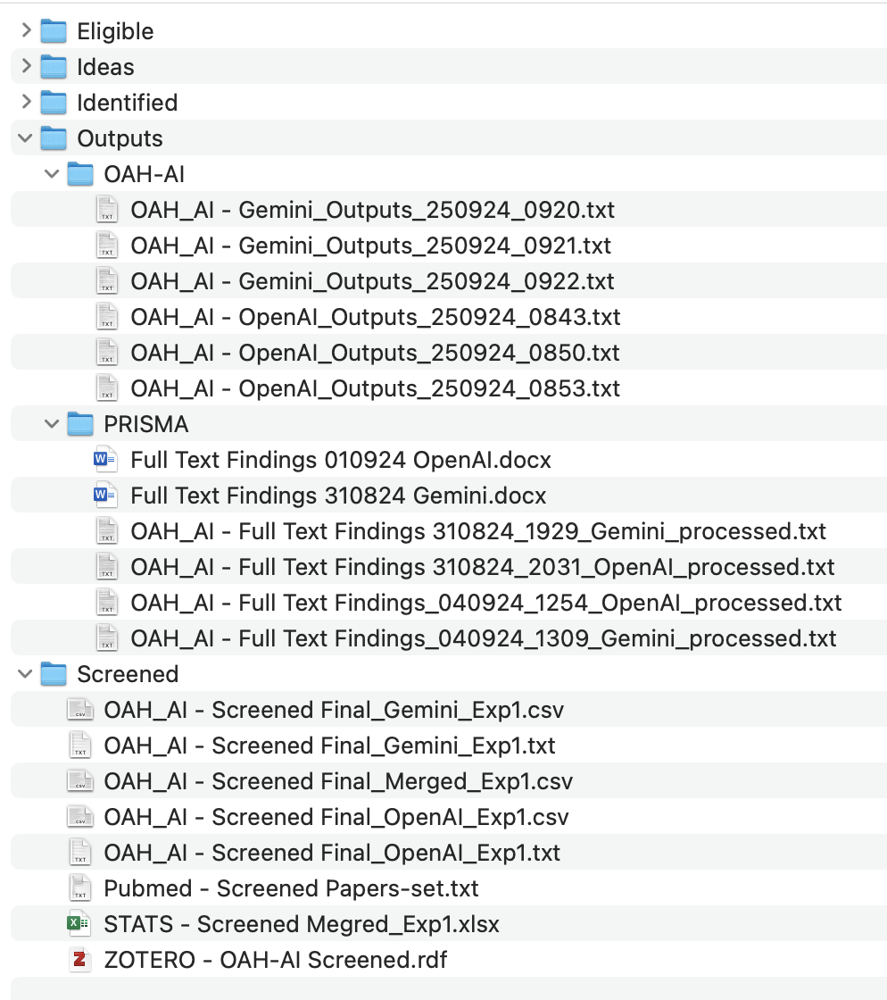 Eligible
Ideas
Identified
Outputs
OAH-AI
OAH_AI - Gemini_Outputs_250924_0920.txt
OAH_AI - Gemini_Outputs_250924_0921.txt
OAH_AI - Gemini_Outputs_250924_0922.txt
OAH_AI - OpenAI_Outputs_250924_0843.txt
OAH_AI - OpenAI_Outputs_250924_0850.txt
OAH_AI - OpenAI_Outputs_250924_0853.txt
PRISMA
Full Text Findings 010924 OpenAI.docx
Full Text Findings 310824 Gemini.docx
OAH_AI - Full Text Findings 310824_1929_Gemini_processed.txt
OAH_AI - Full Text Findings 310824_2031_OpenAI_processed.txt
OAH_AI - Full Text Findings_040924_1254_OpenAI_processed.txt
OAH_AI - Full Text Findings_040924_1309_Gemini_processed.txt
Screened
OAH_AI - Screened Final_Gemini_Exp1.csv
OAH_AI - Screened Final_Gemini_Exp1.txt
OAH_AI - Screened Final_Merged_Exp1.csv
OAH_AI - Screened Final_OpenAI_Exp1.csv
OAH_AI - Screened Final_OpenAI_Exp1.txt
Pubmed - Screened Papers-set.txt
STATS - Screened Megred_Exp1.xlsx
ZOTERO - OAH-AI Screened.rdf